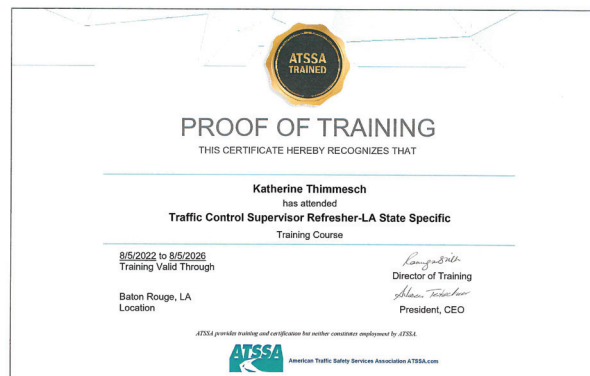 ATSSA
TRAINED
PROOF OF TRAINING
THIS CERTIFICATE HEREBY RECOGNIZES THAT
Katherine Thimmesch
has attended
Traffic Control Supervisor Refresher-LA State Specific
Training Course
8/5/2022 to 8/5/2026
Training Valid Through
Director of Training
Baton Rouge, LA
Location
President, CEO
ATSSA provides training and certification but neither constitutes employment by ATSSA.
ATSSA
American Traffic Safety Services Association ATSSA.com